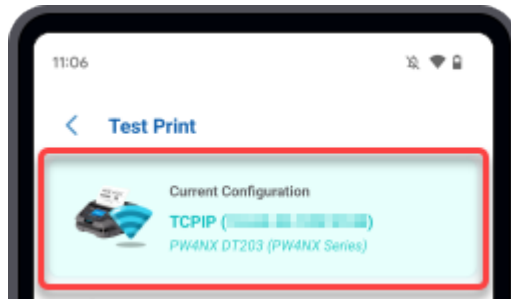 11:06
Test Print
Current Configuration
TCPIP ( )
PW4NX DT203 (PW4NX Series)